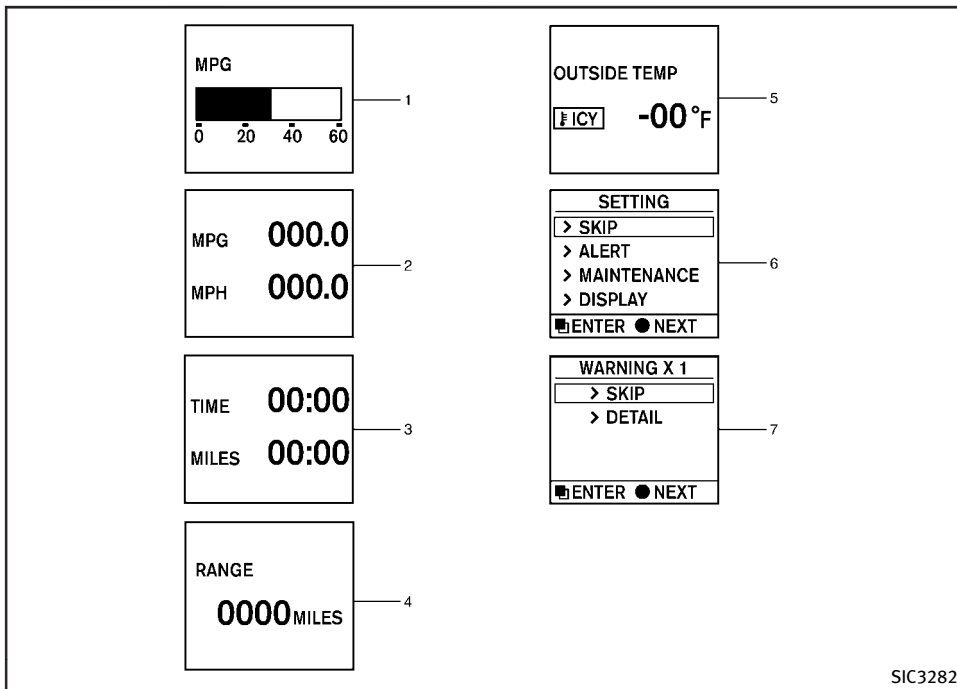 MPG
0 20 40 60
1
MPG 000.0
MPH 000.0
2
TIME 00:00
MILES 00:00
3
RANGE
0000 MILES
4
OUTSIDE TEMP
ICY -00°F
5
SETTING
> SKIP
> ALERT
> MAINTENANCE
> DISPLAY
ENTER ● NEXT
6
WARNING X 1
> SKIP
> DETAIL
ENTER ● NEXT
7
SIC3282